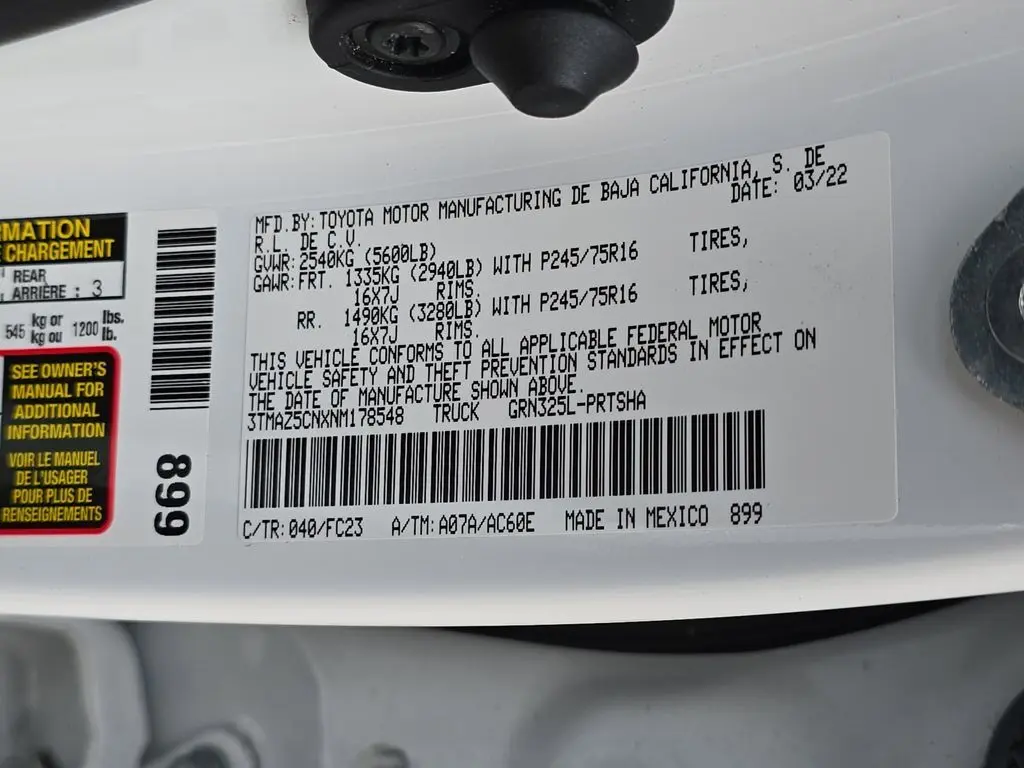 MFD. BY: TOYOTA MOTOR MANUFACTURING DE BAJA CALIFORNIA, S. DE
R.L. DE C.V. DATE: 03/22
GVWR: 2540KG (5600LB)
GAWR: FRT. 1335KG (2940LB) WITH P245/75R16 TIRES,
16X7J RIMS.
RR. 1490KG (3280LB) WITH P245/75R16 TIRES,
16X7J RIMS.
THIS VEHICLE CONFORMS TO ALL APPLICABLE FEDERAL MOTOR
VEHICLE SAFETY AND THEFT PREVENTION STANDARDS IN EFFECT ON
THE DATE OF MANUFACTURE SHOWN ABOVE.
3TMAZ5CNXNM178548 TRUCK GRN325L-PRTSHA
C/TR: 040/FC23 A/TM: A07A/AC60E MADE IN MEXICO 899
RMATION
CHARGEMENT
REAR
ARRIÈRE : 3
545 kg or
kg ou 1200 lbs.
lb.
SEE OWNER'S
MANUAL FOR
ADDITIONAL
INFORMATION
VOIR LE MANUEL
DE L'USAGER
POUR PLUS DE
RENSEIGNEMENTS
899